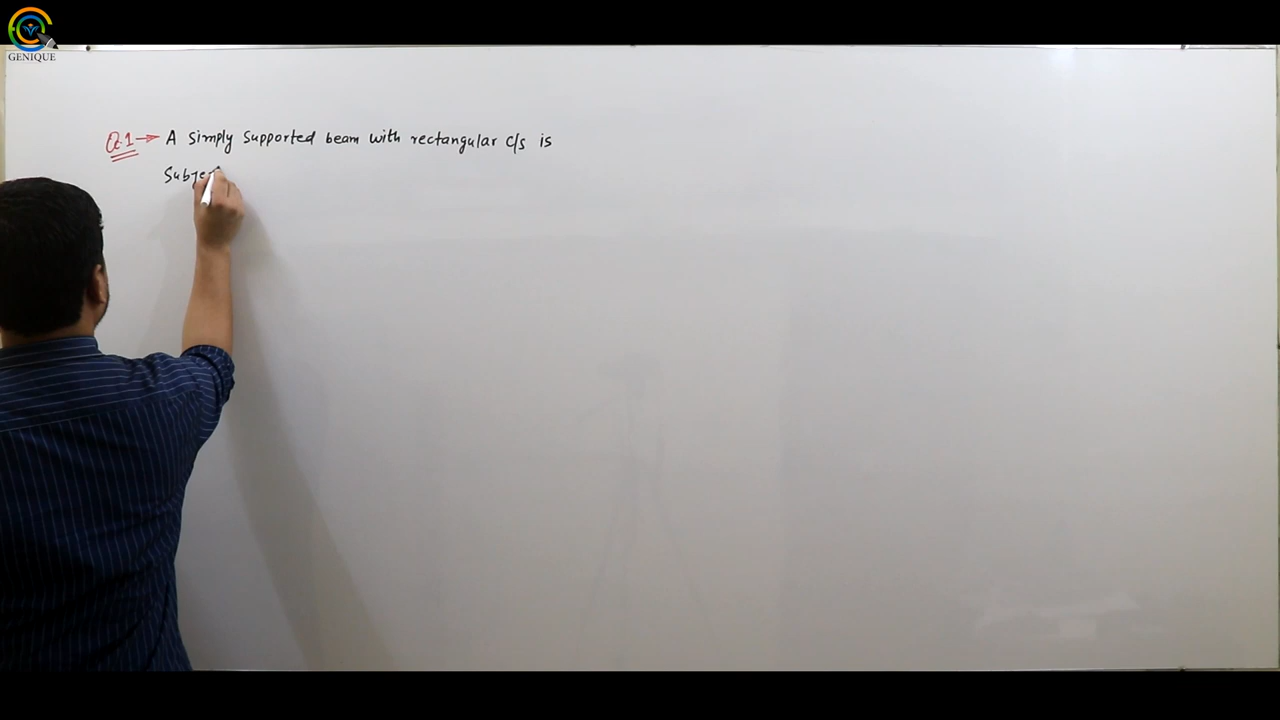 GENIQUE
Q.1 → A simply supported beam with rectangular c/s is
Subje